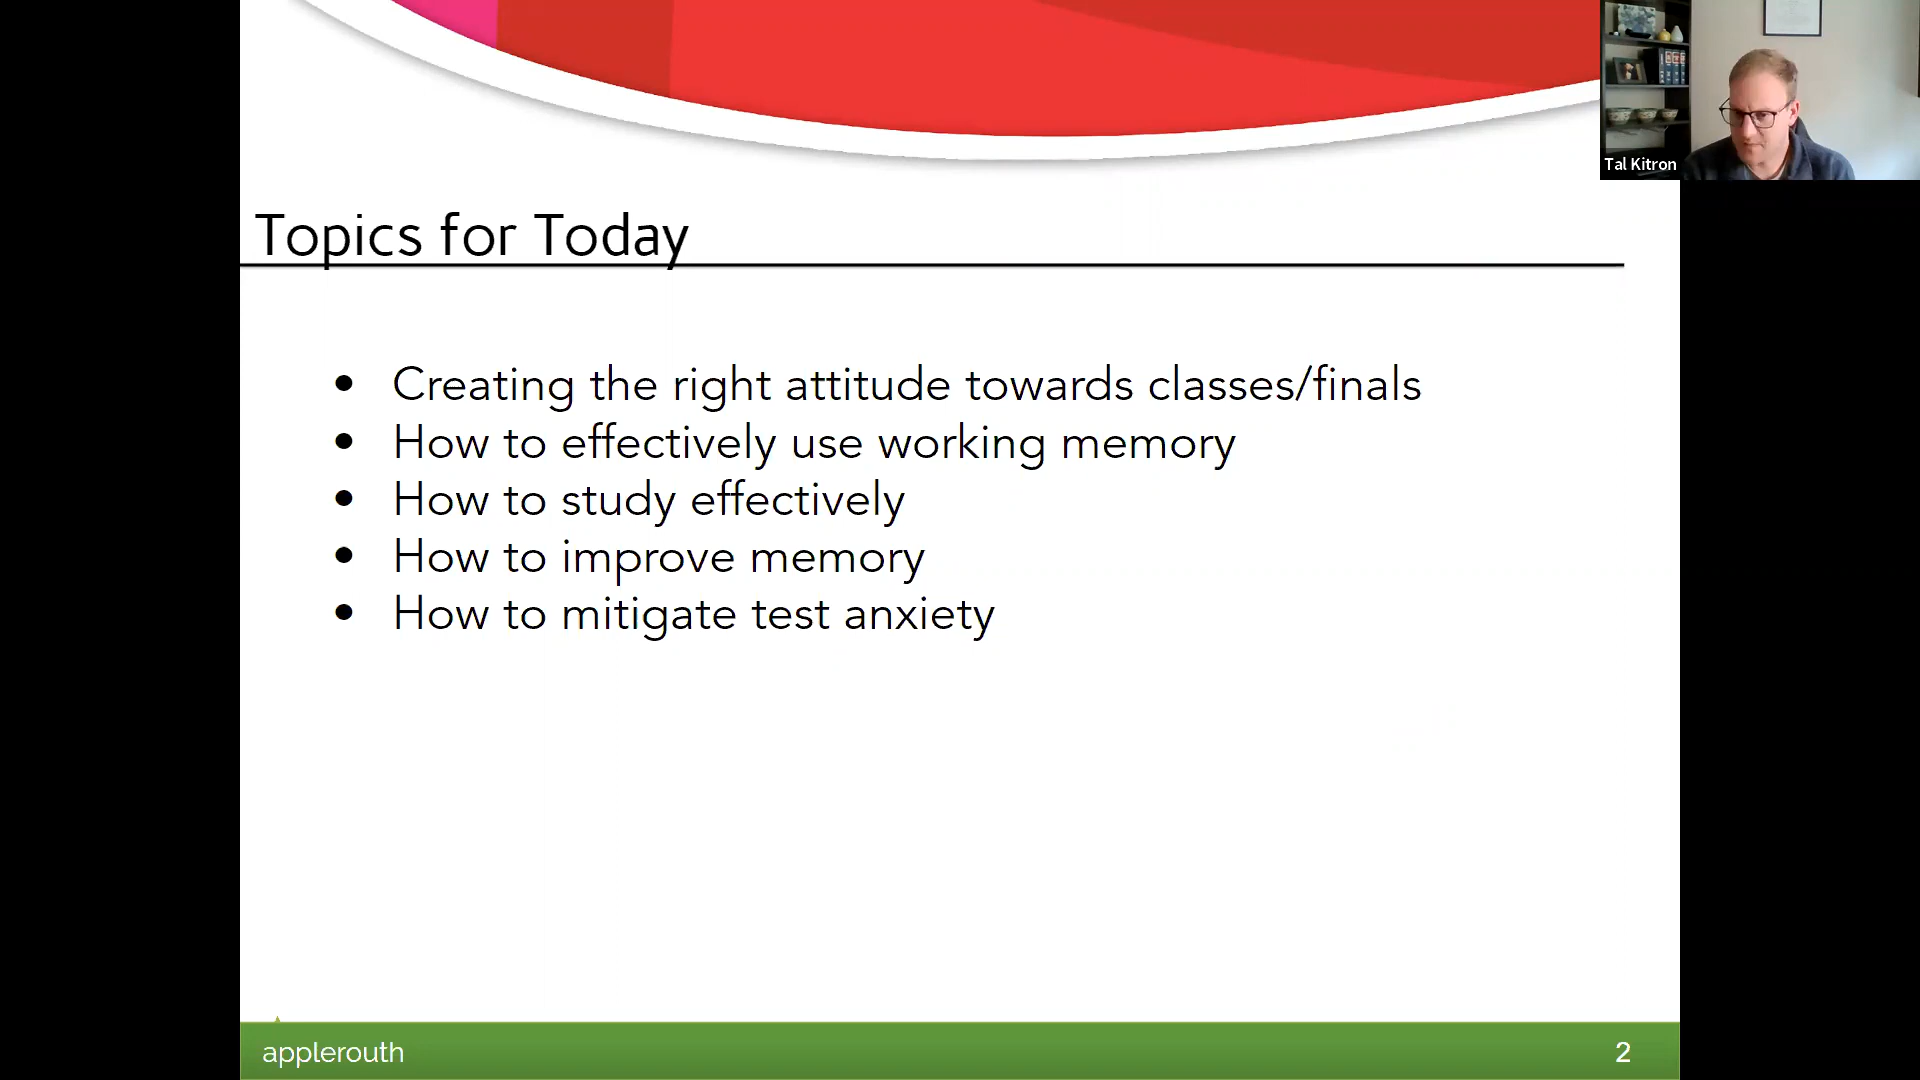 Tal Kitron
Topics for Today
• Creating the right attitude towards classes/finals
• How to effectively use working memory
• How to study effectively
• How to improve memory
• How to mitigate test anxiety
applerouth
2